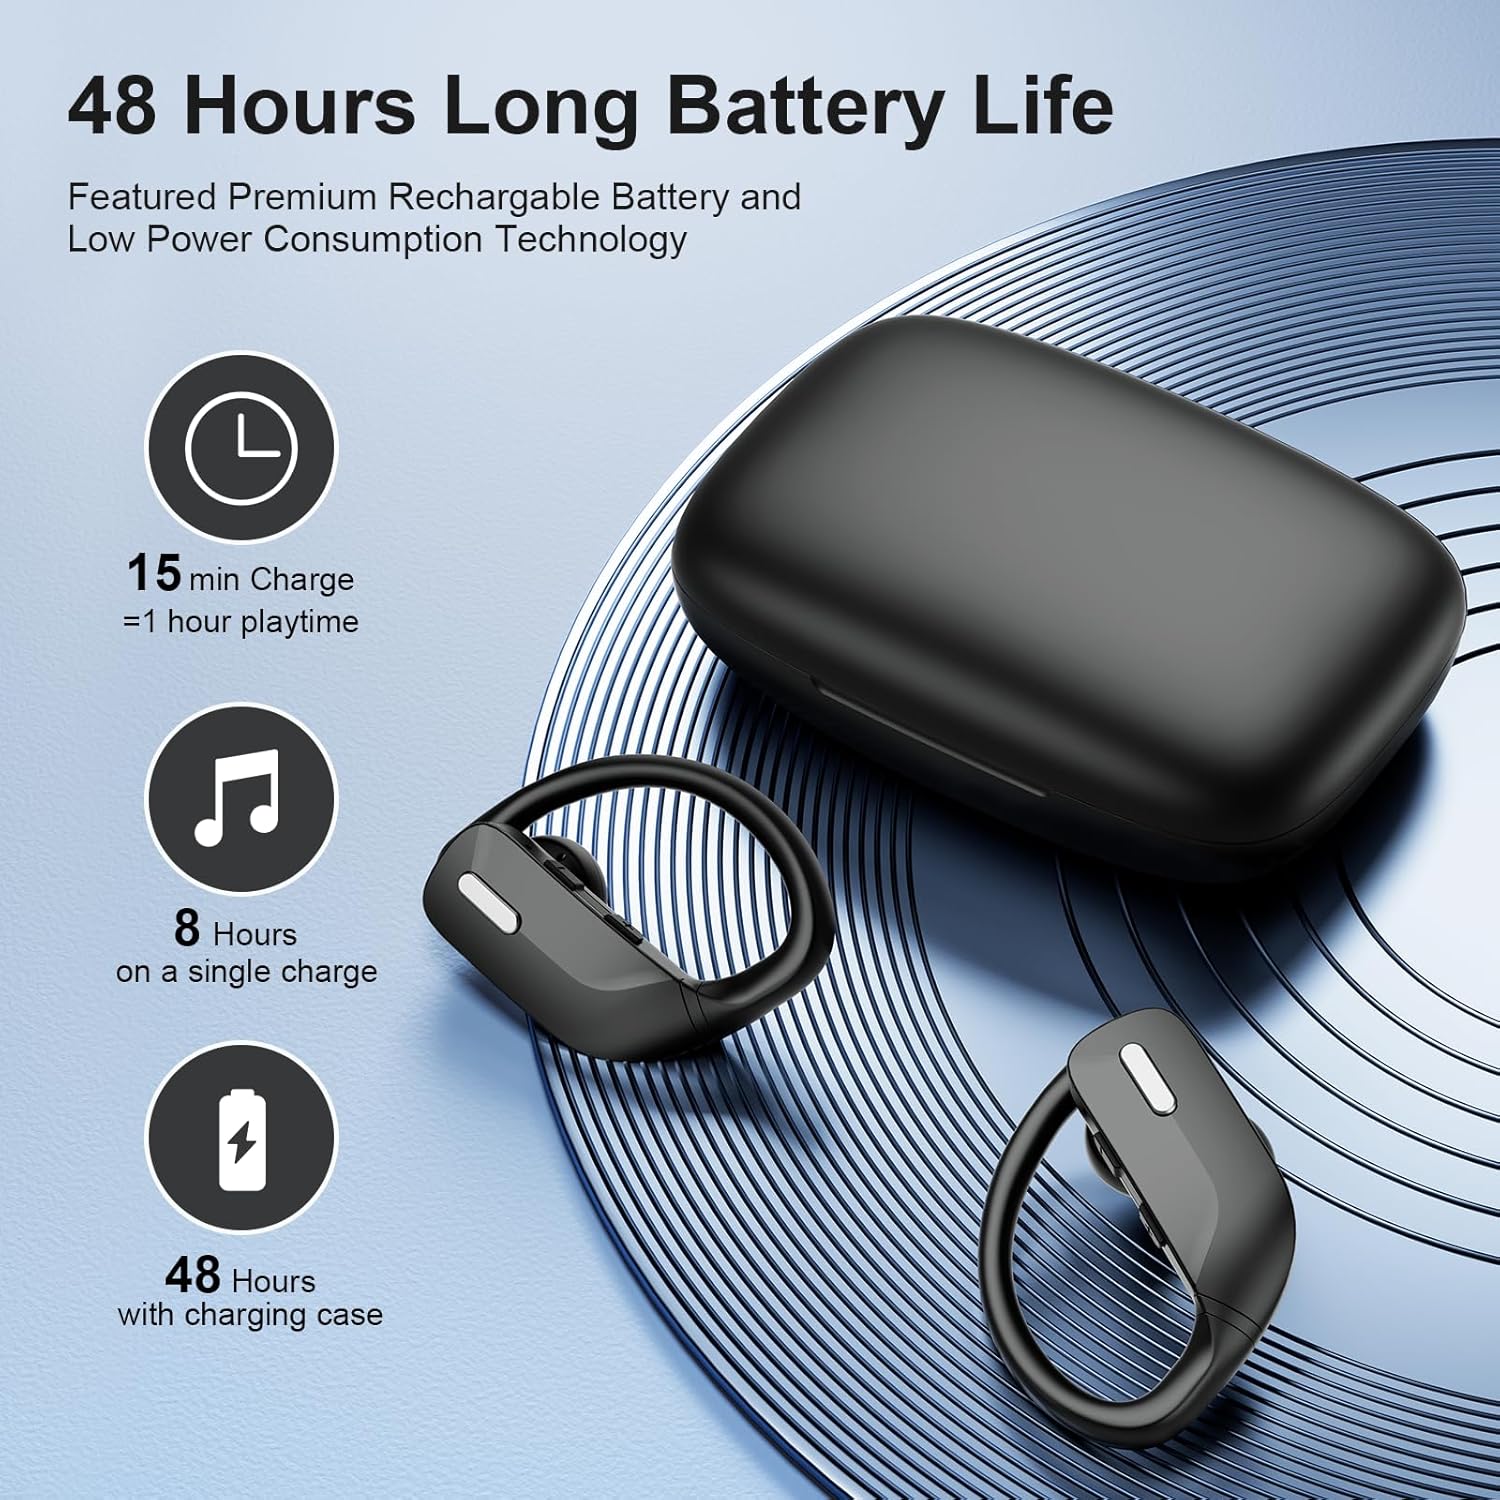 48 Hours Long Battery Life
Featured Premium Rechargable Battery and
Low Power Consumption Technology
15 min Charge
=1 hour playtime
8 Hours
on a single charge
48 Hours
with charging case